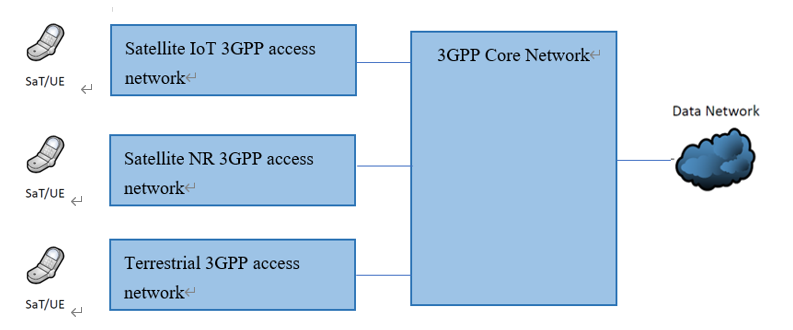 SaT/UE
Satellite IoT 3GPP access
network
3GPP Core Network
Data Network
SaT/UE
Satellite NR 3GPP access
network
SaT/UE
Terrestrial 3GPP access
network